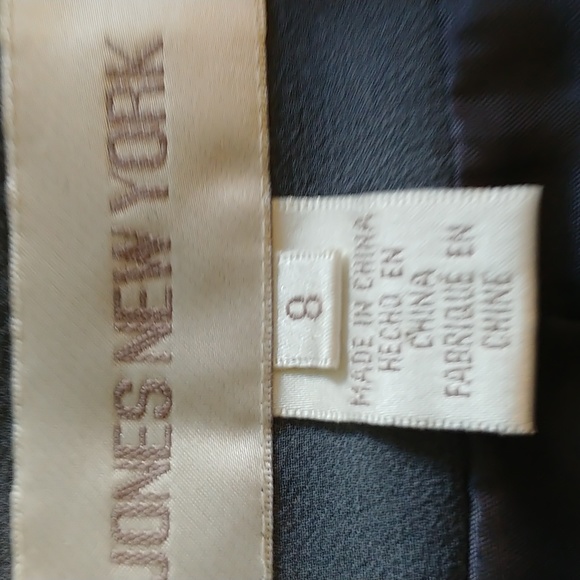 JONES NEW YORK
8
MADE IN CHINA
HECHO EN
CHINA
FABRIQUÉ EN
CHINE